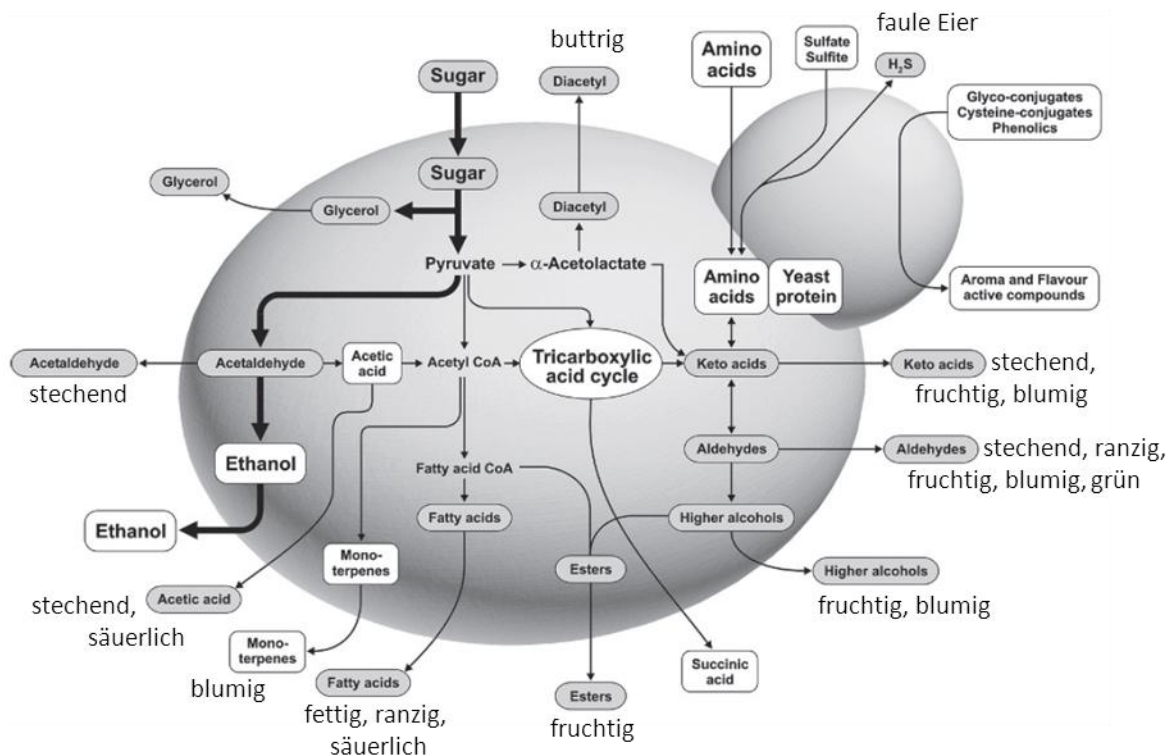 faule Eier
buttrig
Amino
acids
Sulfate
Sulfite
H₂S
Sugar
Diacetyl
Glyco-conjugates
Cysteine-conjugates
Phenolics
Sugar
Glycerol
Glycerol
Diacetyl
Pyruvate
α-Acetolactate
Amino
acids
Yeast
protein
Aroma and Flavour
active compounds
Acetaldehyde
stechend
Acetaldehyde
Acetic
acid
Acetyl CoA
Tricarboxylic
acid cycle
Keto acids
Keto acids
stechend,
fruchtig, blumig
Ethanol
Fatty acid CoA
Aldehydes
Aldehydes
stechend, ranzig,
fruchtig, blumig, grün
Ethanol
Fatty acids
Higher alcohols
Mono-
terpenes
Esters
Higher alcohols
fruchtig, blumig
stechend,
säuerlich
Acetic acid
Mono-
terpenes
blumig
Fatty acids
fettig, ranzig,
säuerlich
Esters
fruchtig
Succinic
acid